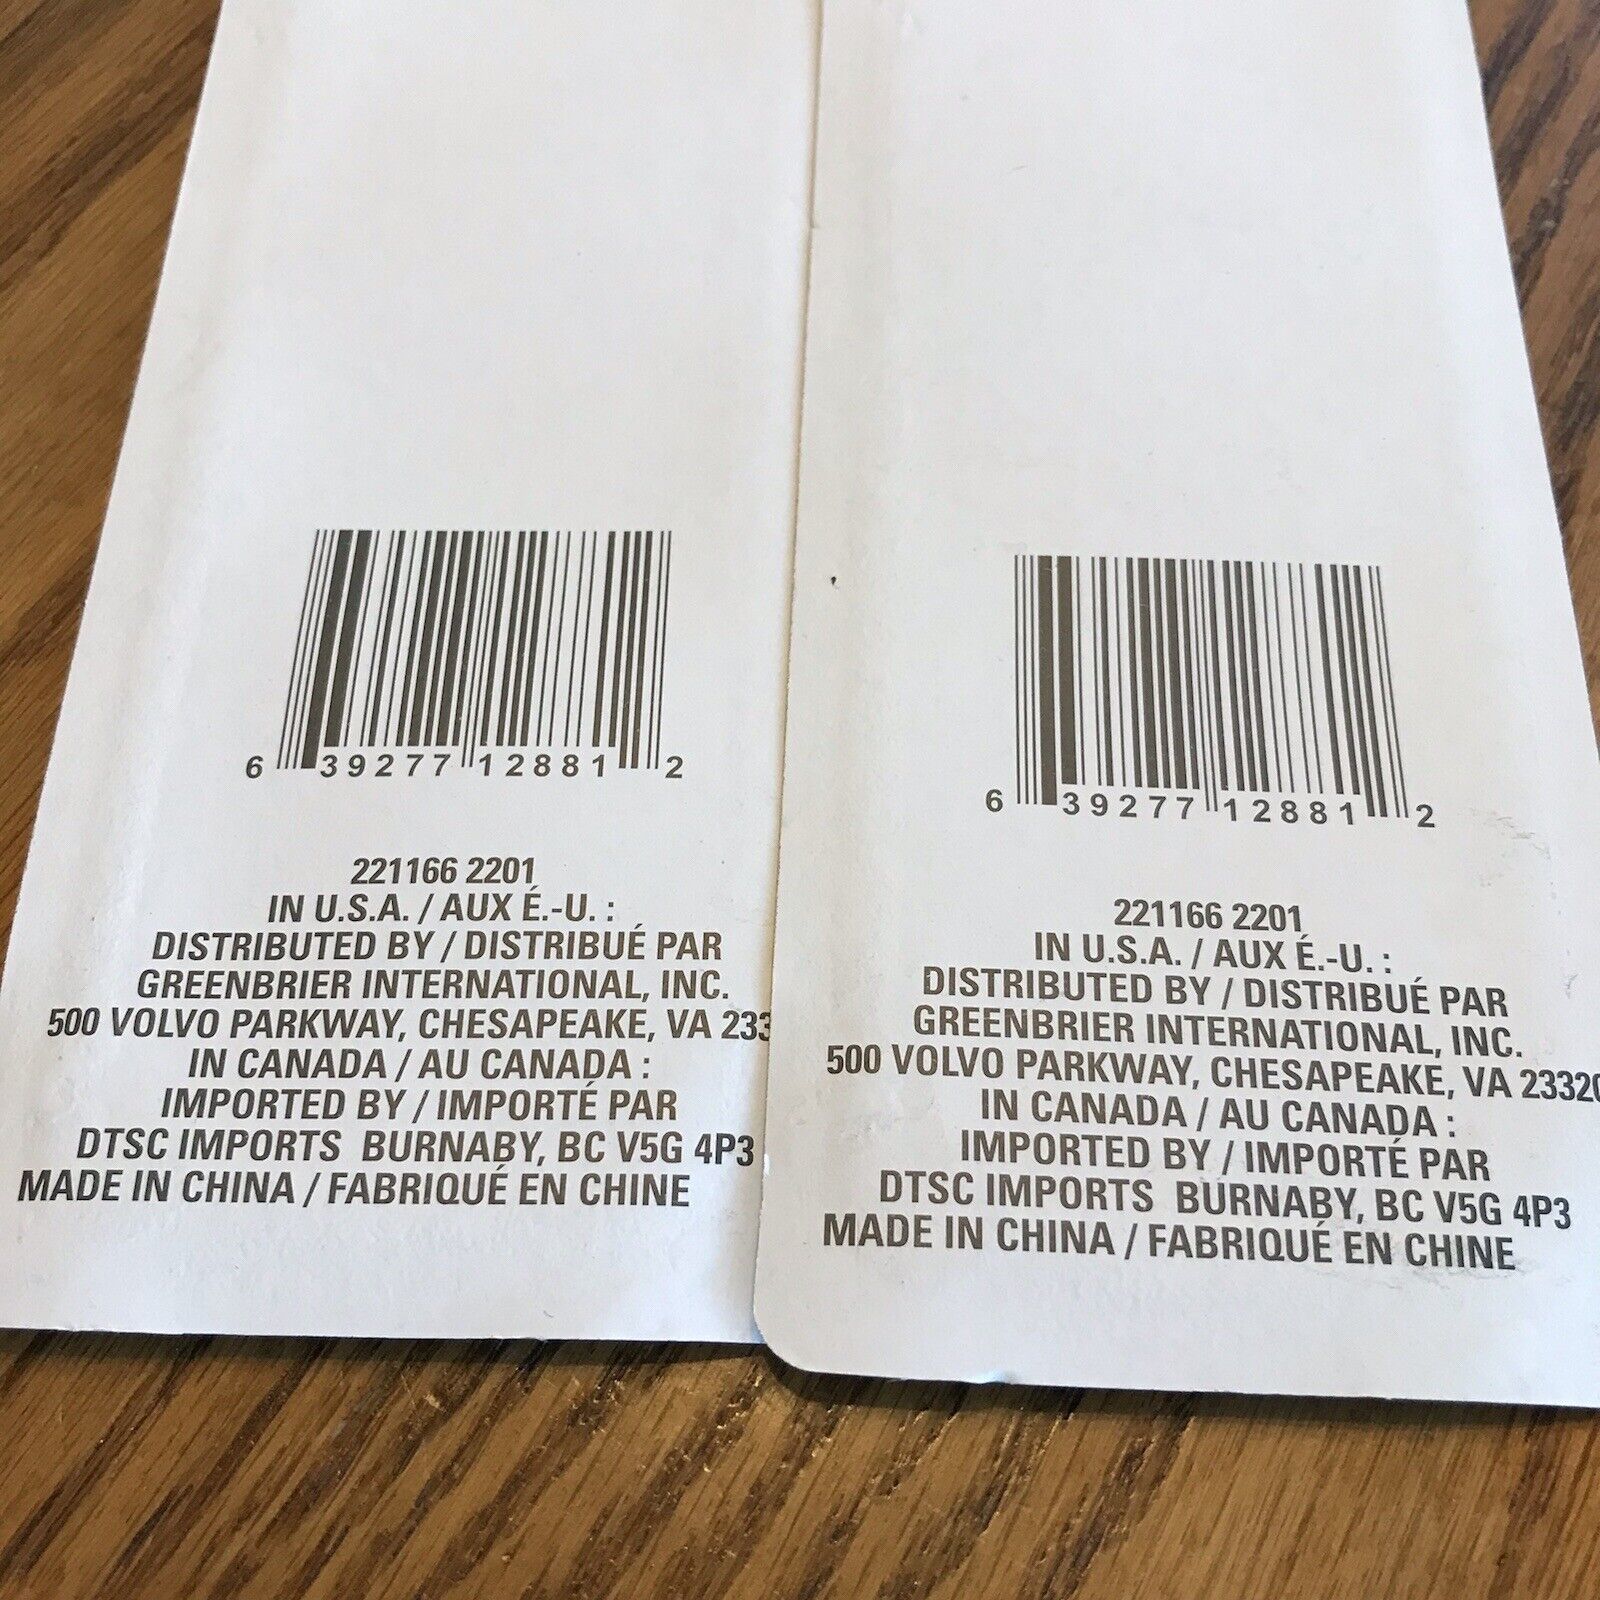 6 39277 12881 2
221166 2201
IN U.S.A. / AUX É.-U. :
DISTRIBUTED BY / DISTRIBUÉ PAR
GREENBRIER INTERNATIONAL, INC.
500 VOLVO PARKWAY, CHESAPEAKE, VA 233
IN CANADA / AU CANADA :
IMPORTED BY / IMPORTÉ PAR
DTSC IMPORTS BURNABY, BC V5G 4P3
MADE IN CHINA / FABRIQUÉ EN CHINE
6 39277 12881 2
221166 2201
IN U.S.A. / AUX É.-U. :
DISTRIBUTED BY / DISTRIBUÉ PAR
GREENBRIER INTERNATIONAL, INC.
500 VOLVO PARKWAY, CHESAPEAKE, VA 23320
IN CANADA / AU CANADA :
IMPORTED BY / IMPORTÉ PAR
DTSC IMPORTS BURNABY, BC V5G 4P3
MADE IN CHINA / FABRIQUÉ EN CHINE